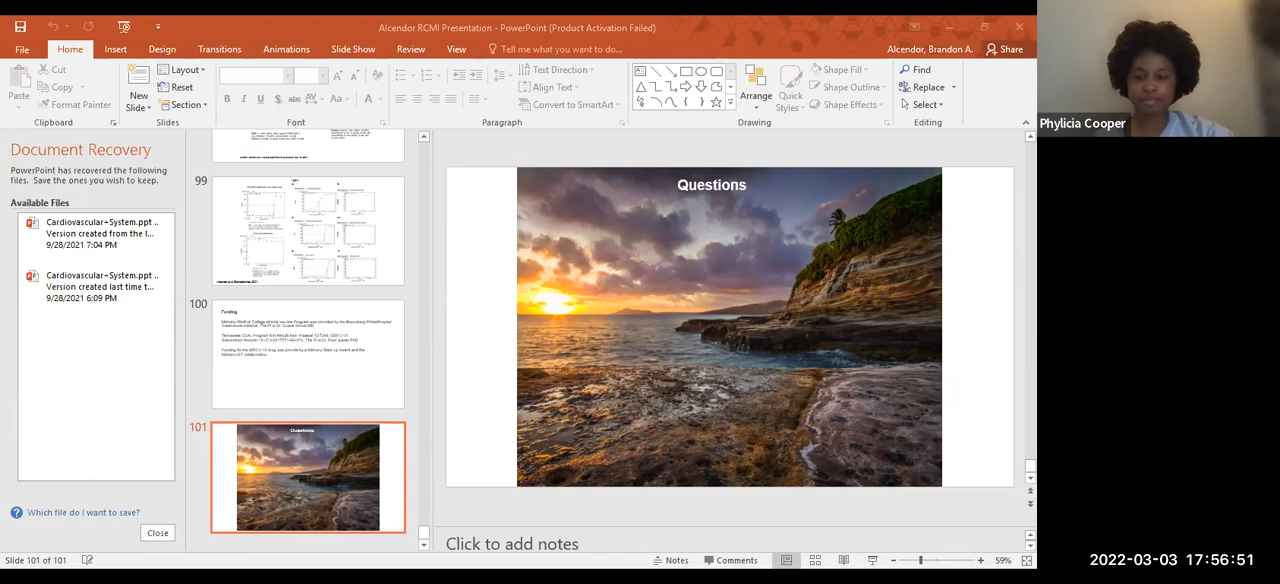 Alcendor RCMI Presentation - PowerPoint (Product Activation Failed)
File
Home
Insert
Design
Transitions
Animations
Slide Show
Review
View
Tell me what you want to do...
Alcendor, Brandon A.
Share
Paste
Cut
Copy
Format Painter
Clipboard
New
Slide
Layout
Reset
Section
Slides
B I U S abc AV Aa A
Font
Text Direction
Align Text
Convert to SmartArt
Paragraph
Arrange
Quick
Styles
Shape Fill
Shape Outline
Shape Effects
Drawing
Find
Replace
Select
Editing
Phylicia Cooper
Document Recovery
PowerPoint has recovered the following
files. Save the ones you wish to keep.
Available Files
Cardiovascular+System.ppt ..
Version created from the l...
9/28/2021 7:04 PM
Cardiovascular+System.ppt ..
Version created last time t...
9/28/2021 6:09 PM
Which file do I want to save?
Close
99
100
Funding
101
Questions
Questions
Click to add notes
Slide 101 of 101
Notes
Comments
59%
2022-03-03 17:56:51